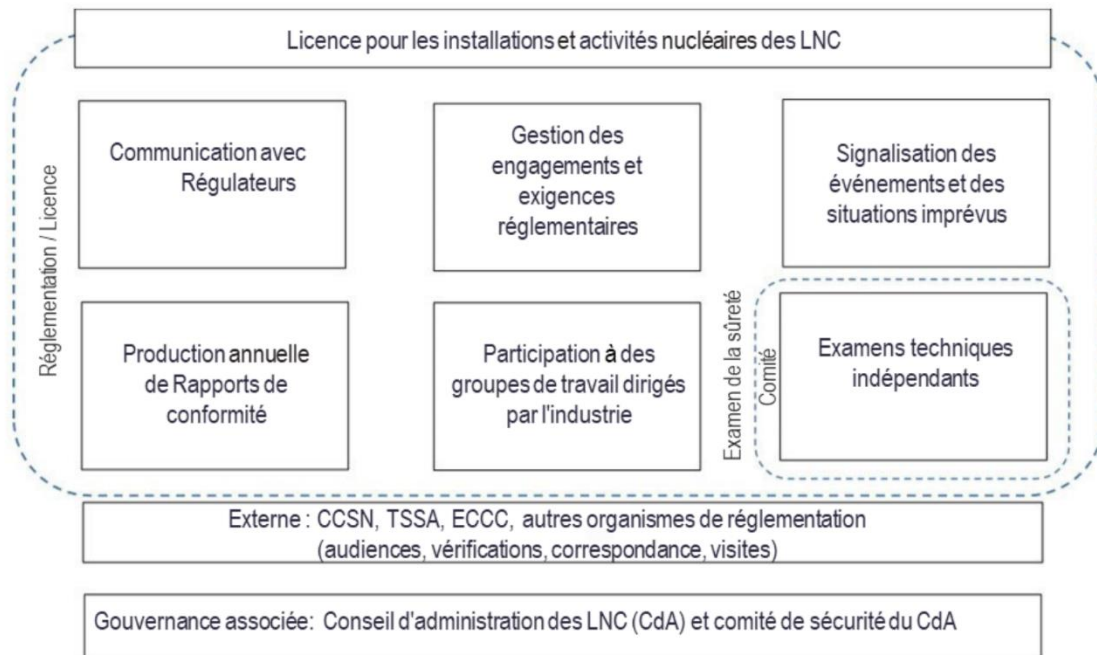 Licence pour les installations et activités nucléaires des LNC
Réglementation / Licence
Communication avec
Régulateurs
Gestion des
engagements et
exigences
réglementaires
Signalisation des
événements et des
situations imprévus
Production annuelle
de Rapports de
conformité
Participation à des
groupes de travail dirigés
par l'industrie
Examen de la sûreté
Comité
Examens techniques
indépendants
Externe : CCSN, TSSA, ECCC, autres organismes de réglementation
(audiences, vérifications, correspondance, visites)
Gouvernance associée: Conseil d'administration des LNC (CdA) et comité de sécurité du CdA